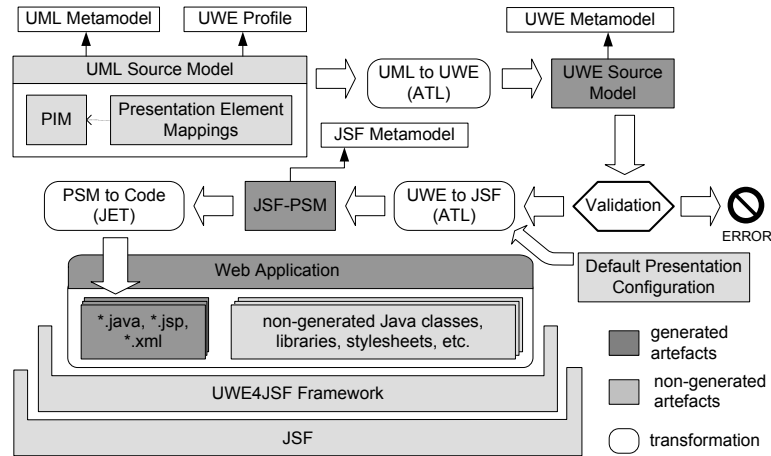 UML Metamodel
UWE Profile
UWE Metamodel
UML Source Model
PIM
Presentation Element
Mappings
UML to UWE
(ATL)
UWE Source
Model
JSF Metamodel
PSM to Code
(JET)
JSF-PSM
UWE to JSF
(ATL)
Validation
ERROR
Default Presentation
Configuration
Web Application
*.java, *.jsp,
*.xml
non-generated Java classes,
libraries, stylesheets, etc.
UWE4JSF Framework
JSF
generated
artefacts
non-generated
artefacts
transformation